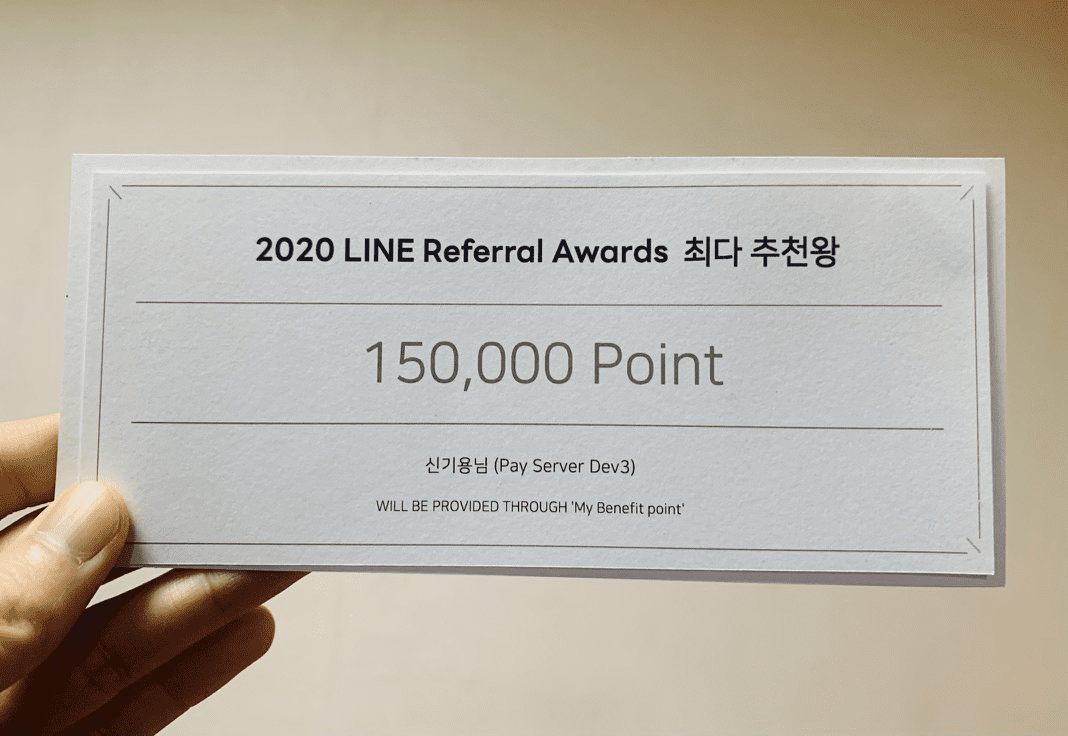 2020 LINE Referral Awards 최다 추천왕
150,000 Point
신기용님 (Pay Server Dev3)
WILL BE PROVIDED THROUGH 'My Benefit point'